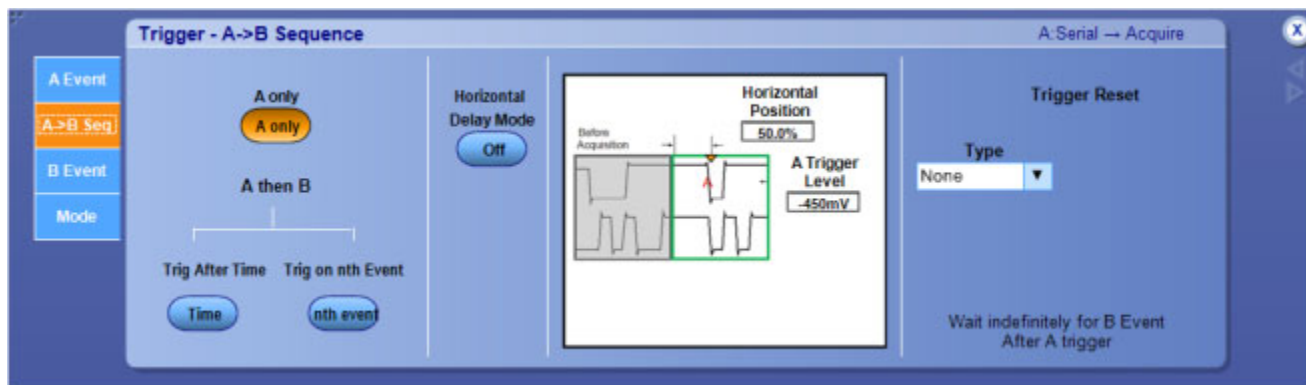 Trigger - A->B Sequence
A:Serial → Acquire
X
A Event
A->B Seq
B Event
Mode
A only
A only
A then B
Trig After Time
Trig on nth Event
Time
nth event
Horizontal
Delay Mode
Off
Horizontal
Position
50.0%
Before
Acquisition
A Trigger
Level
-450mV
A
Trigger Reset
Type
None
Wait indefinitely for B Event
After A trigger